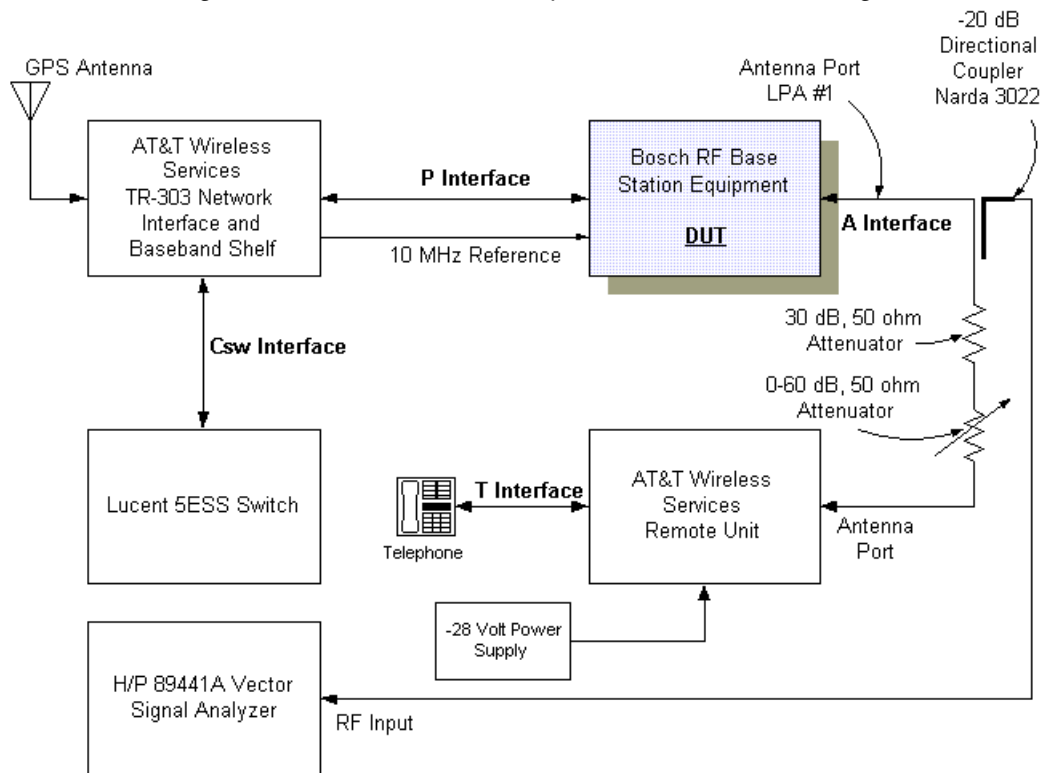 -20 dB
Directional
Coupler
Narda 3022
GPS Antenna
Antenna Port
LPA #1
AT&T Wireless
Services
TR-303 Network
Interface and
Baseband Shelf
P Interface
10 MHz Reference
Bosch RF Base
Station Equipment
DUT
A Interface
30 dB, 50 ohm
Attenuator
Csw Interface
0-60 dB, 50 ohm
Attenuator
Lucent 5ESS Switch
T Interface
Telephone
AT&T Wireless
Services
Remote Unit
Antenna
Port
-28 Volt Power
Supply
H/P 89441A Vector
Signal Analyzer
RF Input